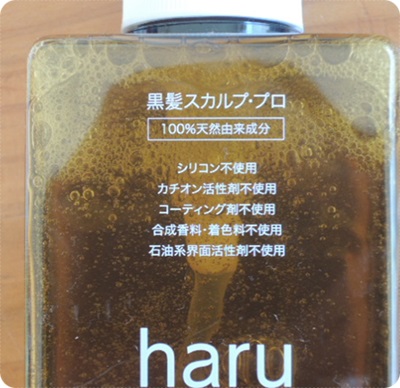 黒髪スカルプ・プロ
100%天然由来成分
シリコン不使用
カチオン活性剤不使用
コーティング剤不使用
合成香料・着色料不使用
石油系界面活性剤不使用
haru